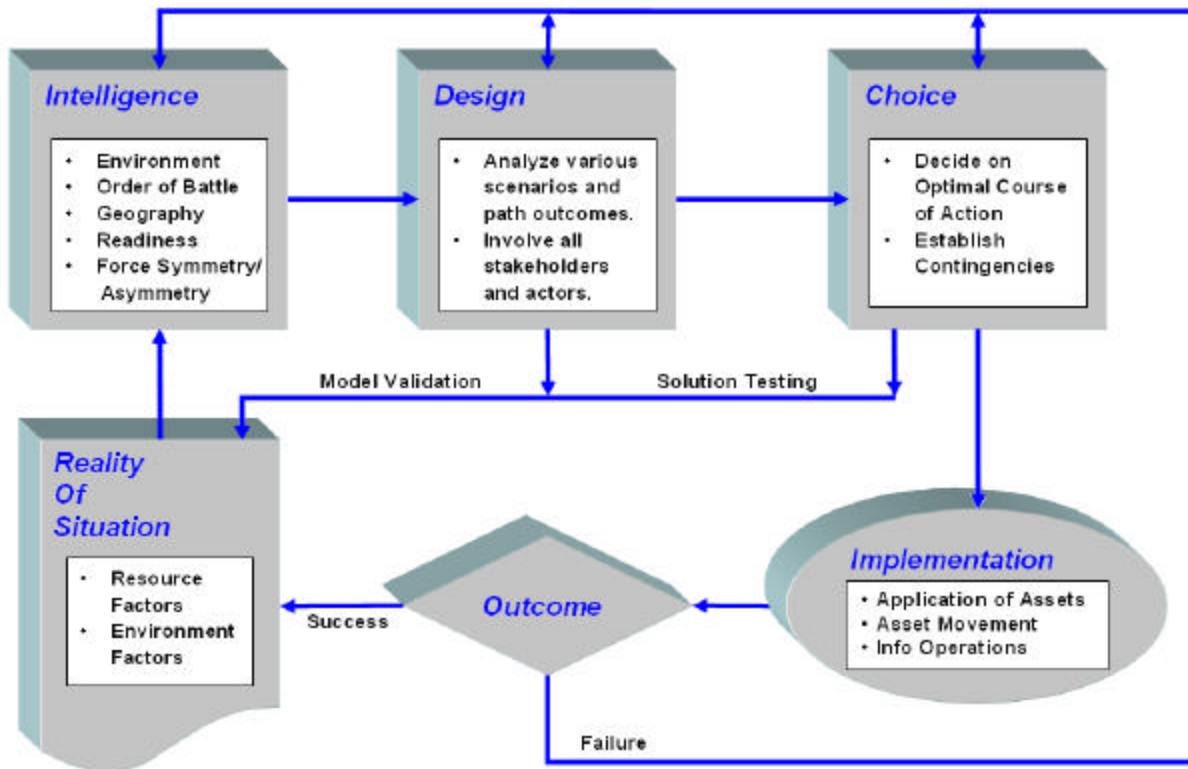 Intelligence
• Environment
• Order of Battle
• Geography
• Readiness
• Force Symmetry/
Asymmetry
Design
• Analyze various
scenarios and
path outcomes.
• Involve all
stakeholders
and actors.
Choice
• Decide on
Optimal Course
of Action
• Establish
Contingencies
Model Validation
Solution Testing
Reality
Of
Situation
• Resource
Factors
• Environment
Factors
Success
Outcome
Implementation
• Application of Assets
• Asset Movement
• Info Operations
Failure